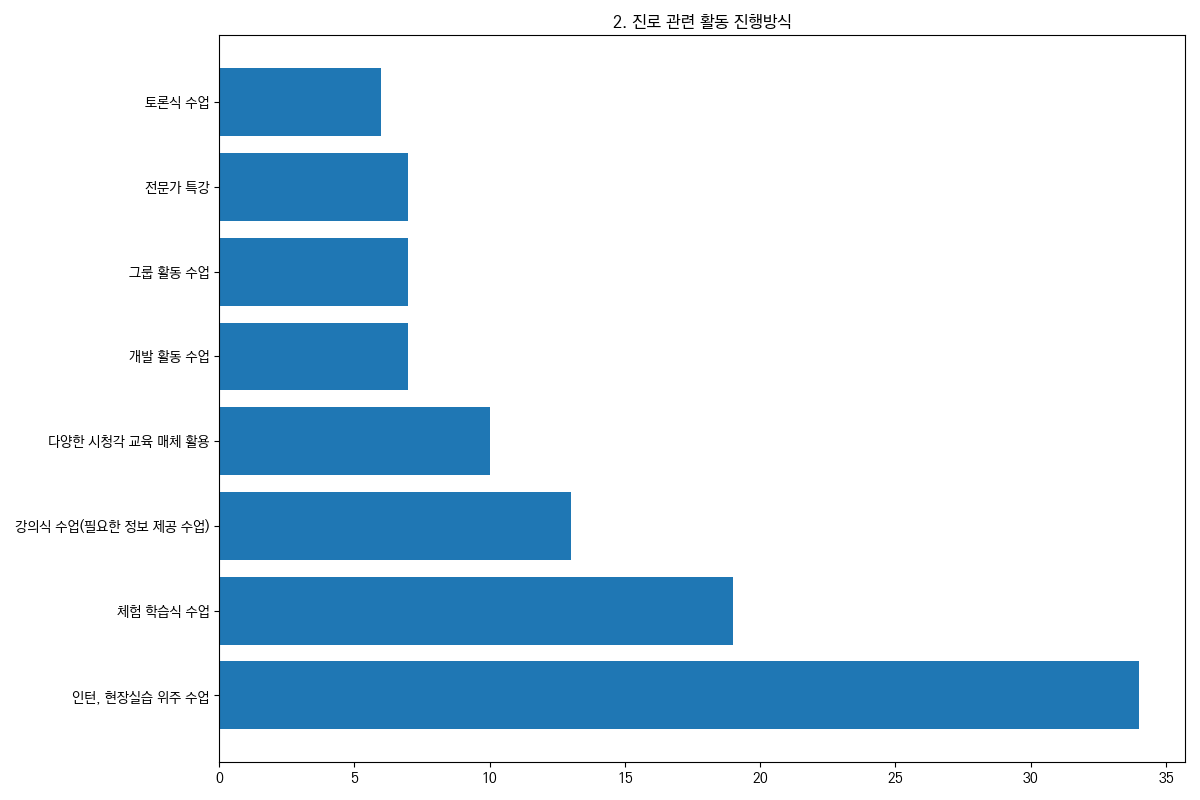 2. 진로 관련 활동 진행방식
토론식 수업
전문가 특강
그룹 활동 수업
개발 활동 수업
다양한 시청각 교육 매체 활용
강의식 수업(필요한 정보 제공 수업)
체험 학습식 수업
인턴, 현장실습 위주 수업
0 5 10 15 20 25 30 35